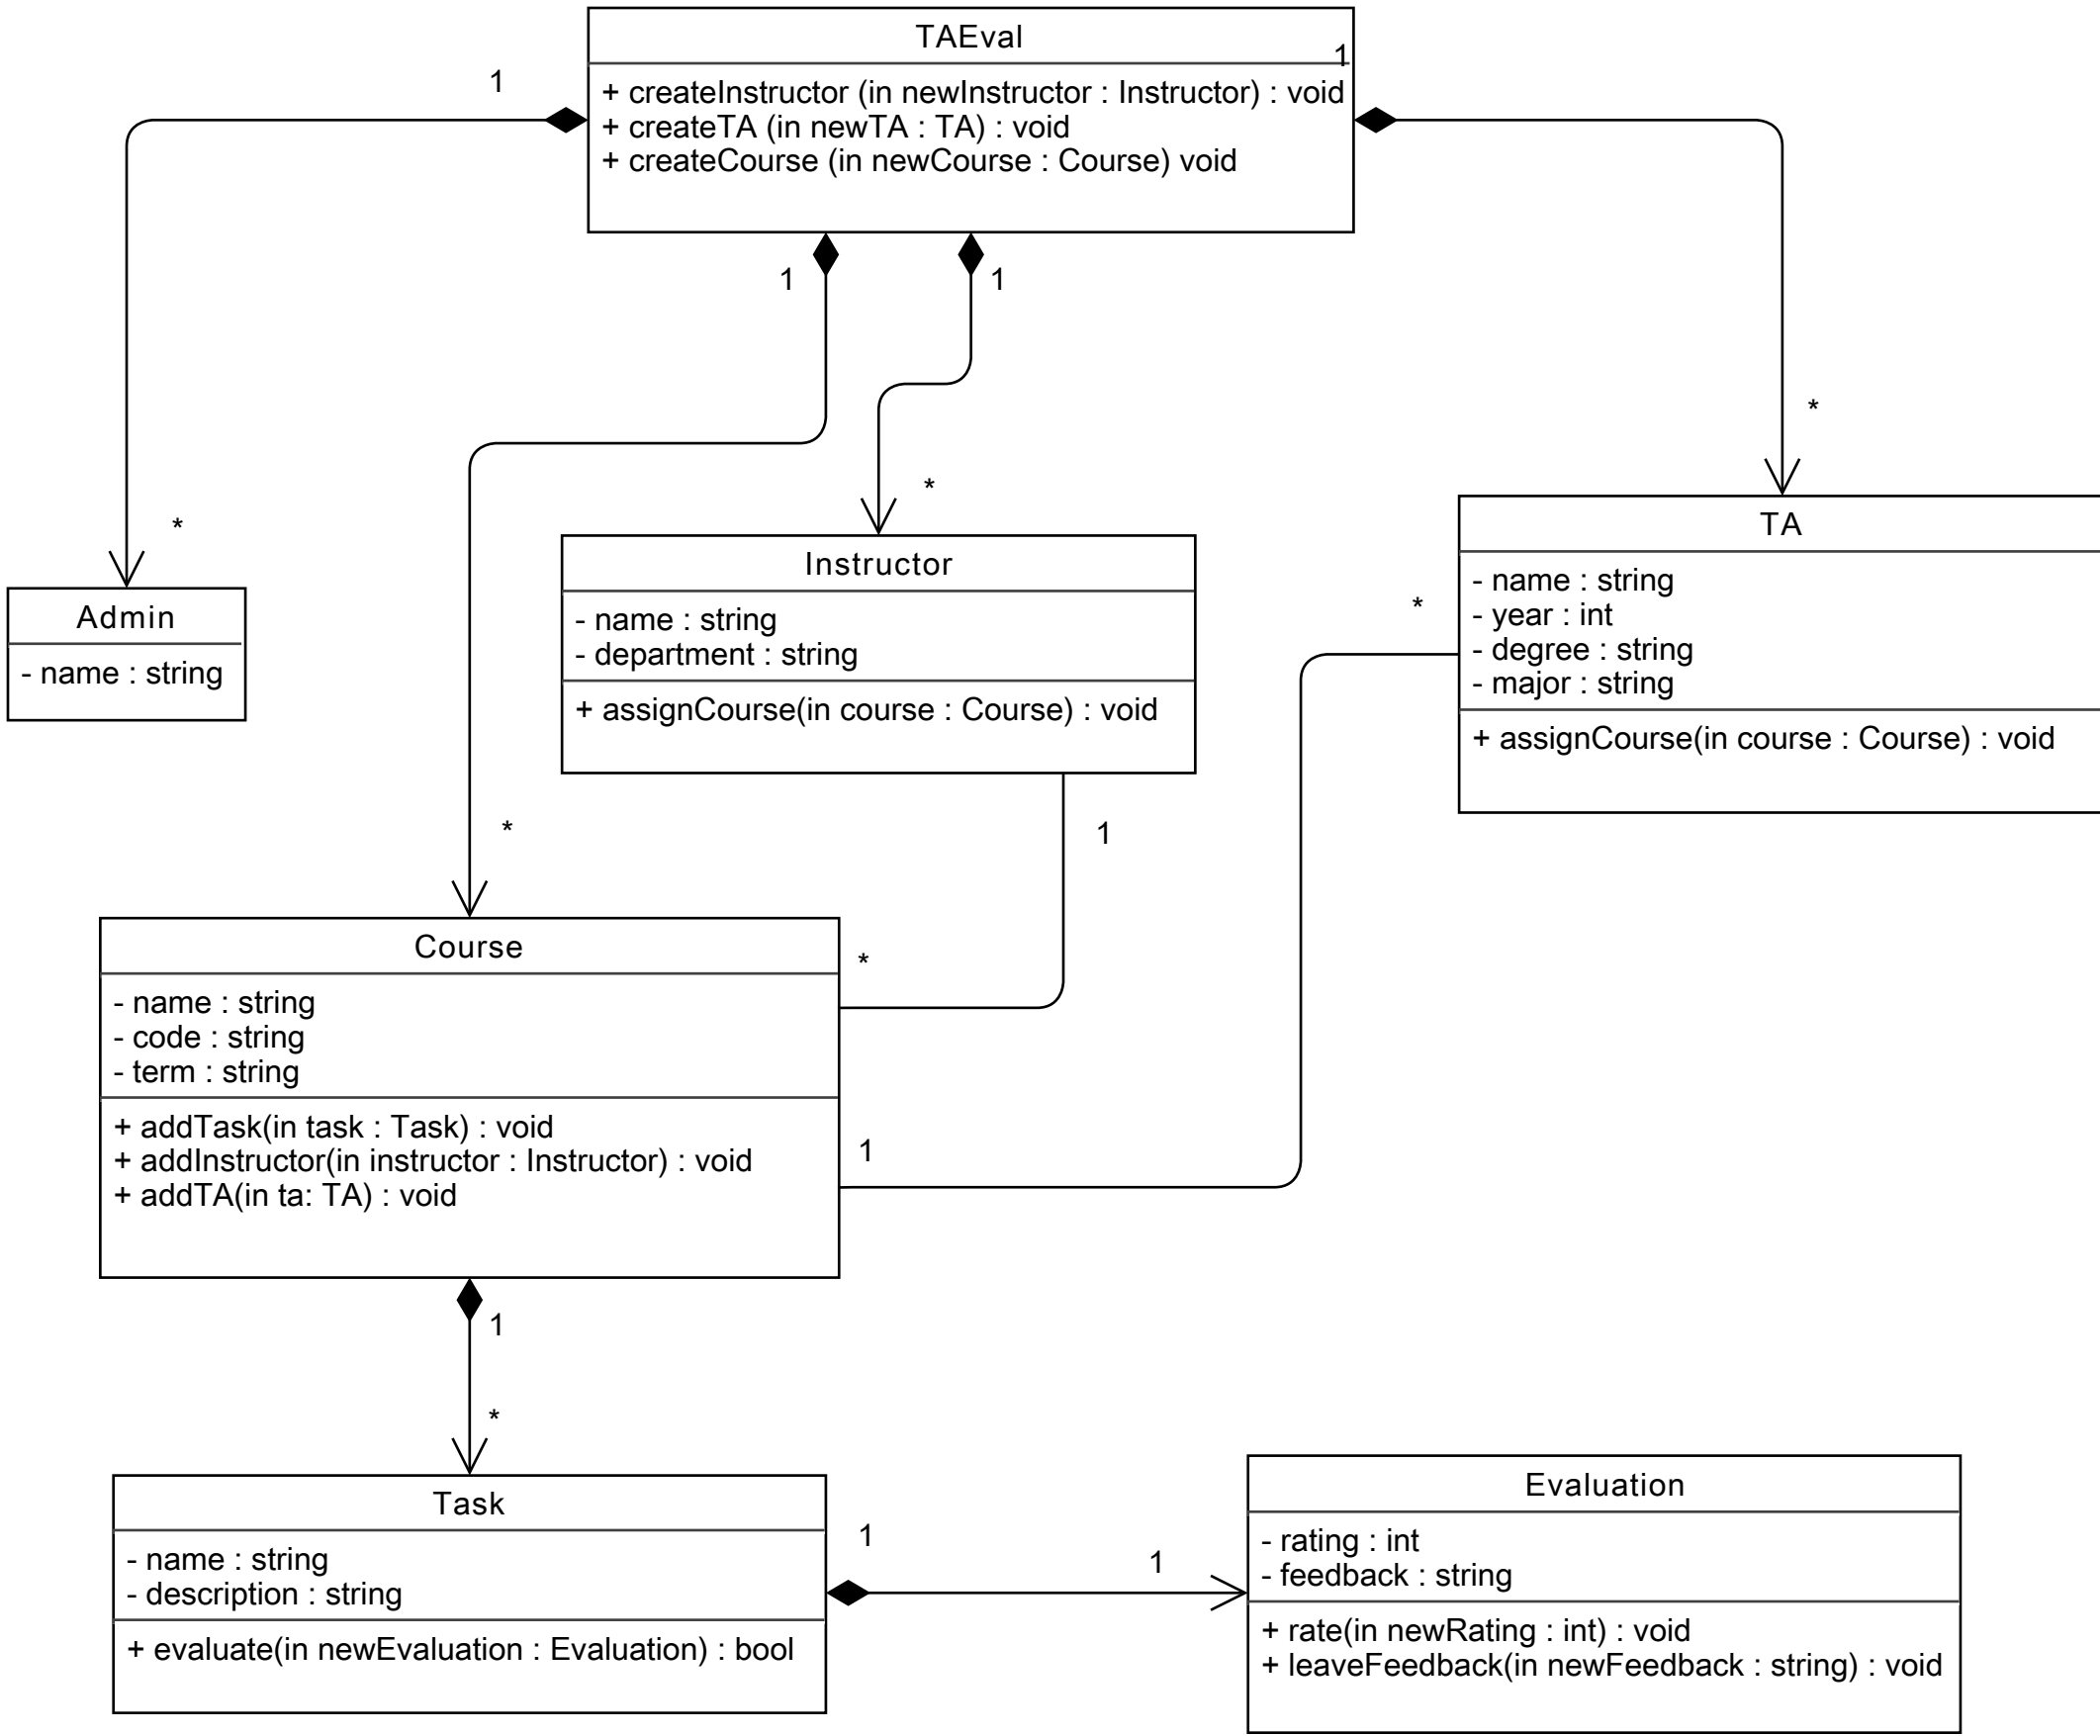 TAEval
1
1
+ createInstructor (in newInstructor : Instructor) : void
+ createTA (in newTA : TA) : void
+ createCourse (in newCourse : Course) void
1
1
*
*
*
TA
- name : string
- year : int
- degree : string
- major : string
+ assignCourse(in course : Course) : void
*
Instructor
- name : string
- department : string
+ assignCourse(in course : Course) : void
Admin
- name : string
*
1
Course
- name : string
- code : string
- term : string
+ addTask(in task : Task) : void
+ addInstructor(in instructor : Instructor) : void
+ addTA(in ta: TA) : void
*
1
1
*
Task
- name : string
- description : string
+ evaluate(in newEvaluation : Evaluation) : bool
1
1
Evaluation
- rating : int
- feedback : string
+ rate(in newRating : int) : void
+ leaveFeedback(in newFeedback : string) : void